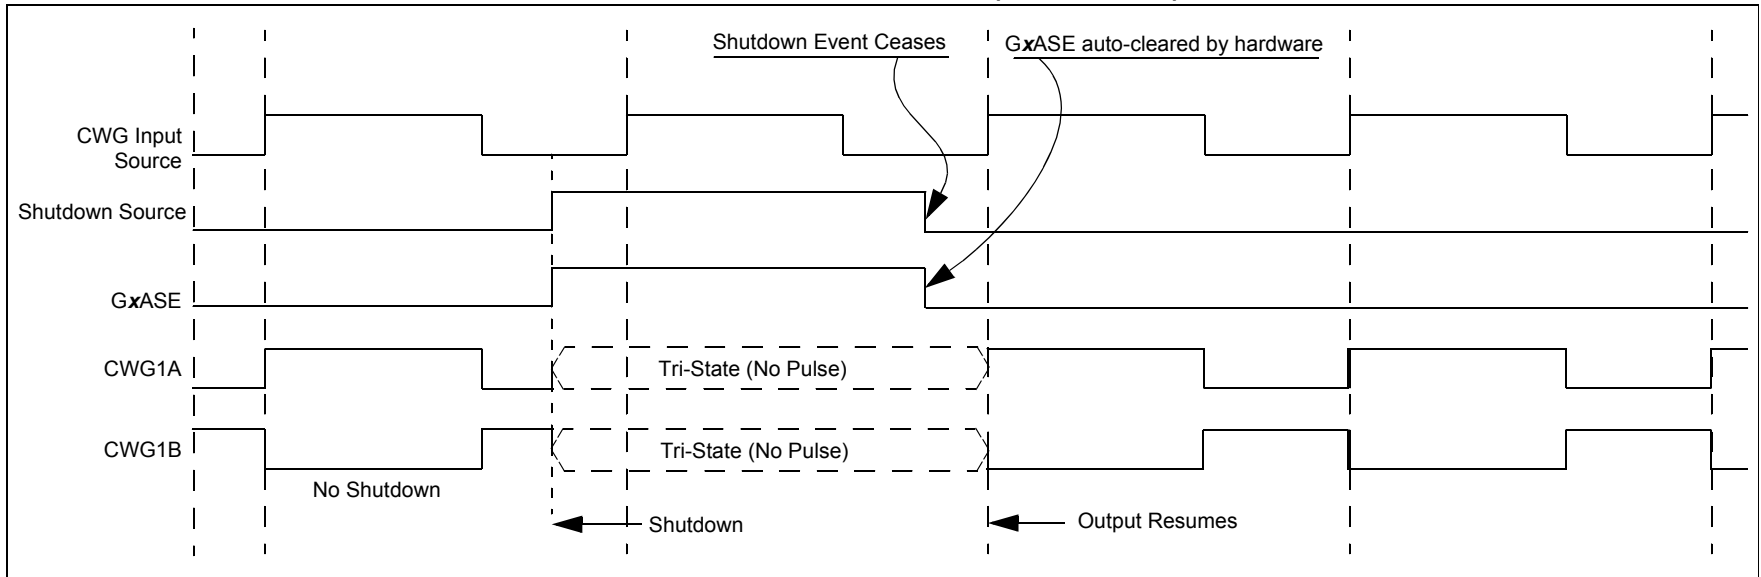 Shutdown Event Ceases
GxASE auto-cleared by hardware
CWG Input
Source
Shutdown Source
GxASE
CWG1A
Tri-State (No Pulse)
CWG1B
Tri-State (No Pulse)
No Shutdown
Shutdown
Output Resumes